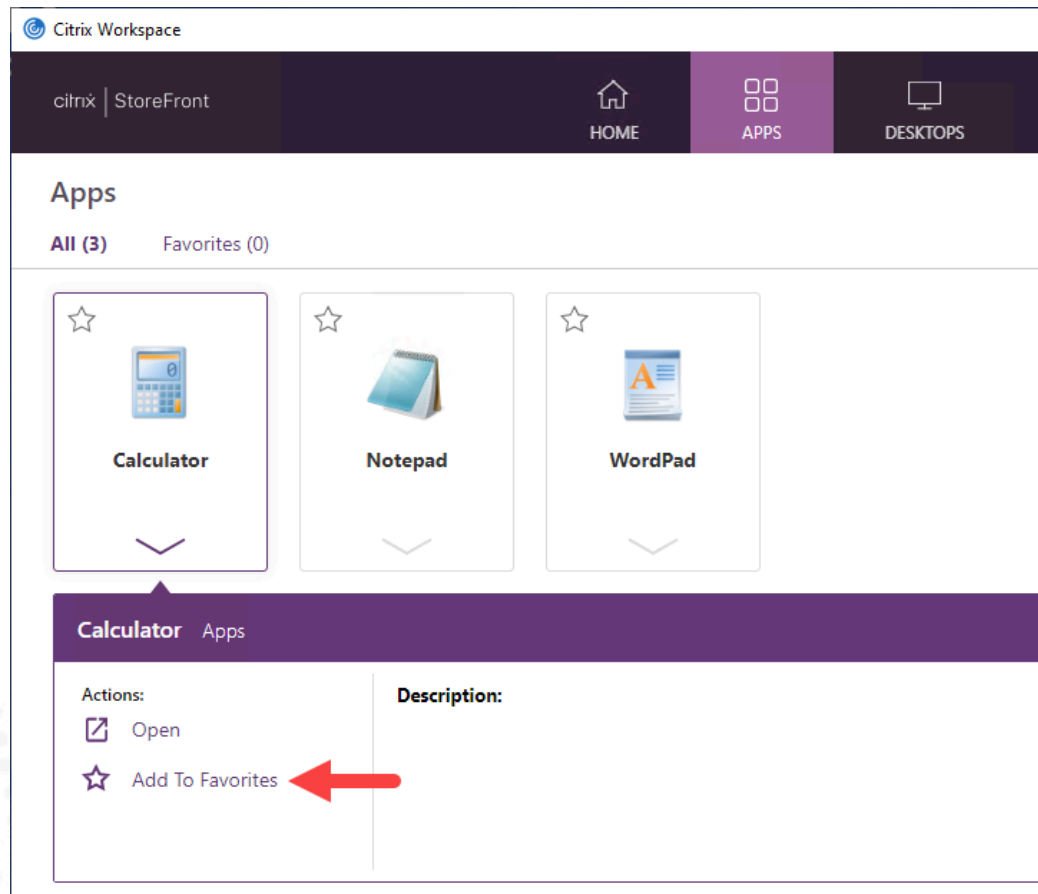 Citrix Workspace
citrix | StoreFront
HOME
APPS
DESKTOPS
Apps
All (3) Favorites (0)
0
A
Calculator
Notepad
WordPad
Calculator Apps
Actions:
Description:
Open
Add To Favorites